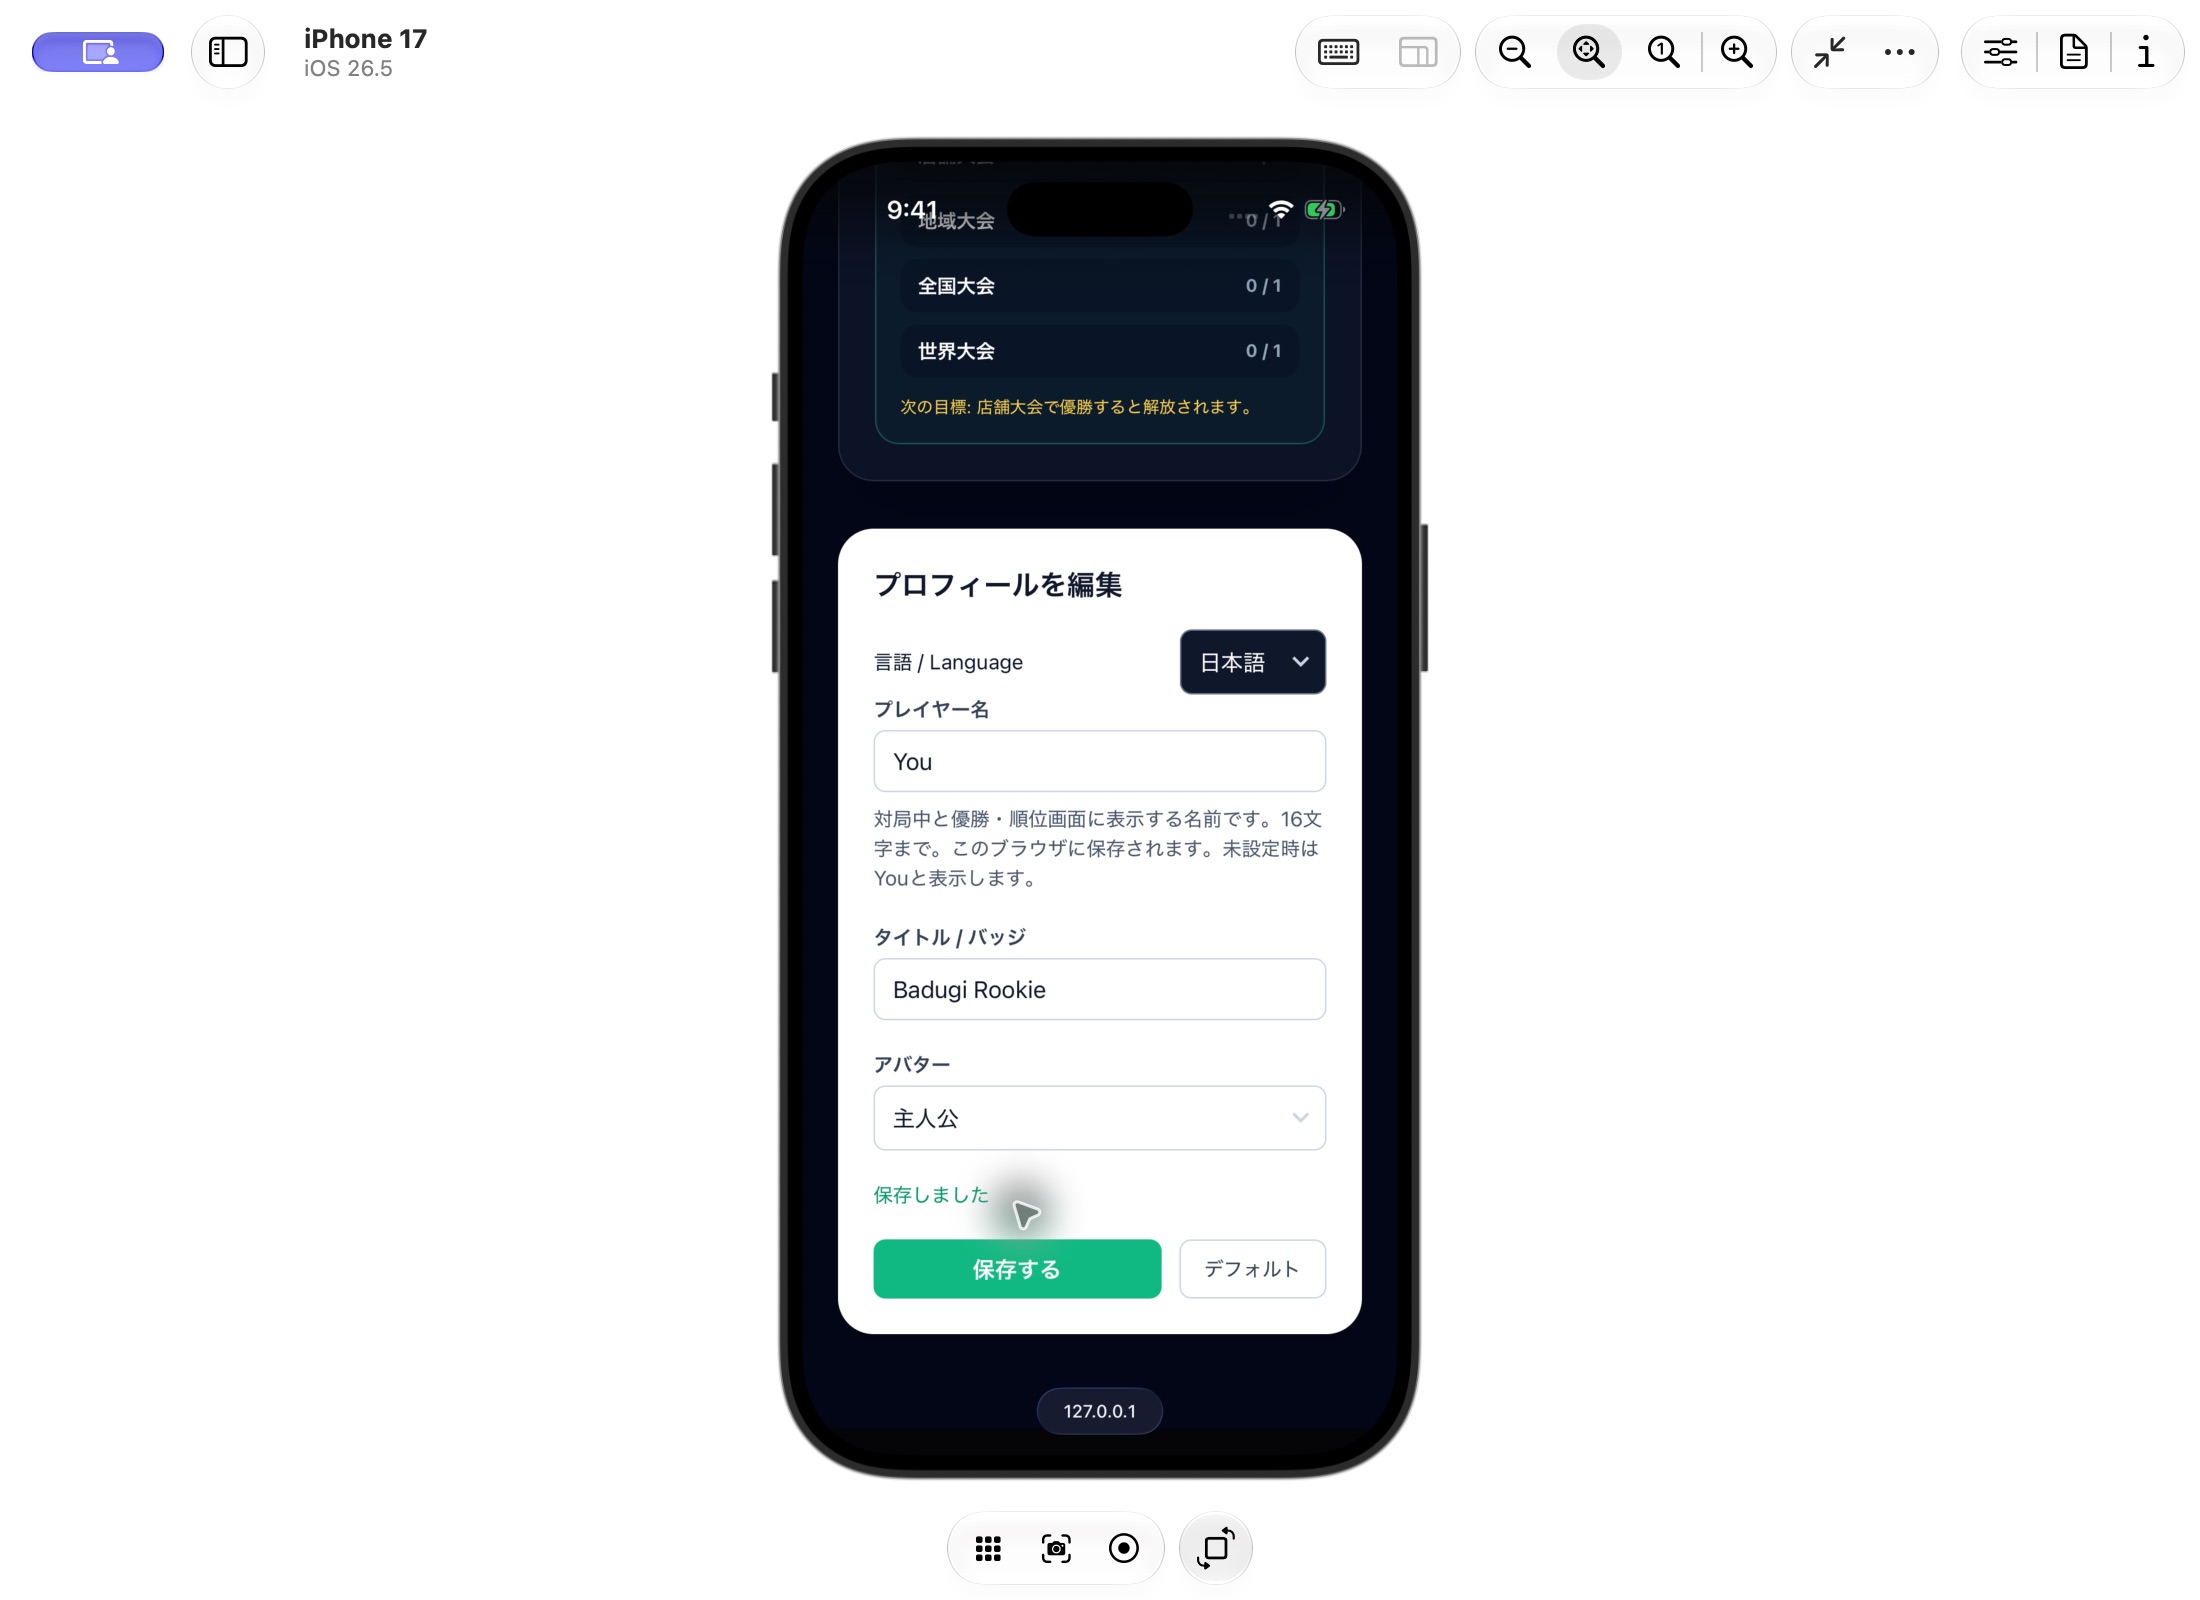 iPhone 17
iOS 26.5
9:41
地域大会 0 / 1
全国大会 0 / 1
世界大会 0 / 1
次の目標: 店舗大会で優勝すると解放されます。
プロフィールを編集
言語 / Language 日本語
プレイヤー名
You
対局中と優勝・順位画面に表示する名前です。16文
字まで。このブラウザに保存されます。未設定時は
Youと表示します。
タイトル / バッジ
Badugi Rookie
アバター
主人公
保存しました
保存する デフォルト
127.0.0.1